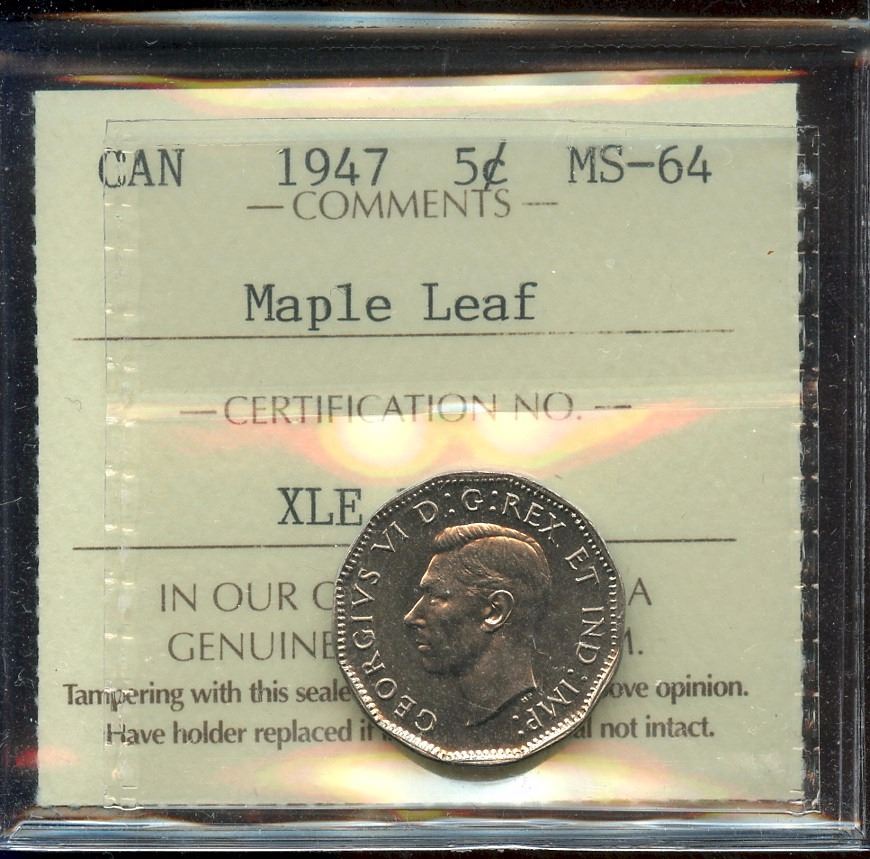 CAN 1947 5¢ MS-64
— COMMENTS —
Maple Leaf
— CERTIFICATION NO. —
XLE
IN OUR A
GENUINE
Tampering with this seale ove opinion.
Have holder replaced if al not intact.
GEORGIVS VI D:G:REX ET IND:IMP: